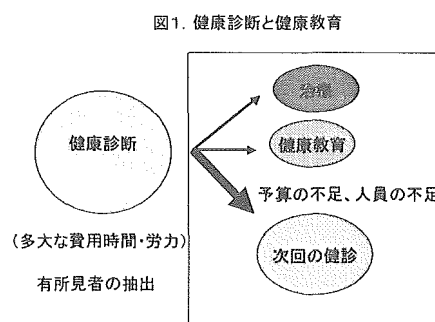 図1. 健康診断と健康教育
治療
健康診断
健康教育
予算の不足、人員の不足
(多大な費用時間・労力)
次回の健診
有所見者の抽出